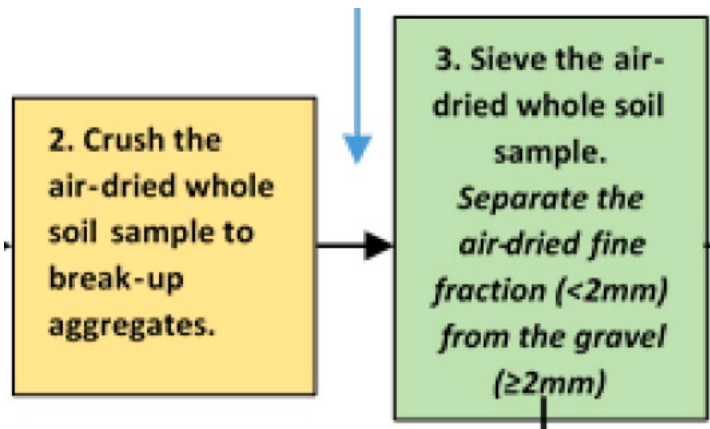 2. Crush the
air-dried whole
soil sample to
break-up
aggregates.
3. Sieve the air-
dried whole soil
sample.
Separate the
air-dried fine
fraction (<2mm)
from the gravel
(≥2mm)